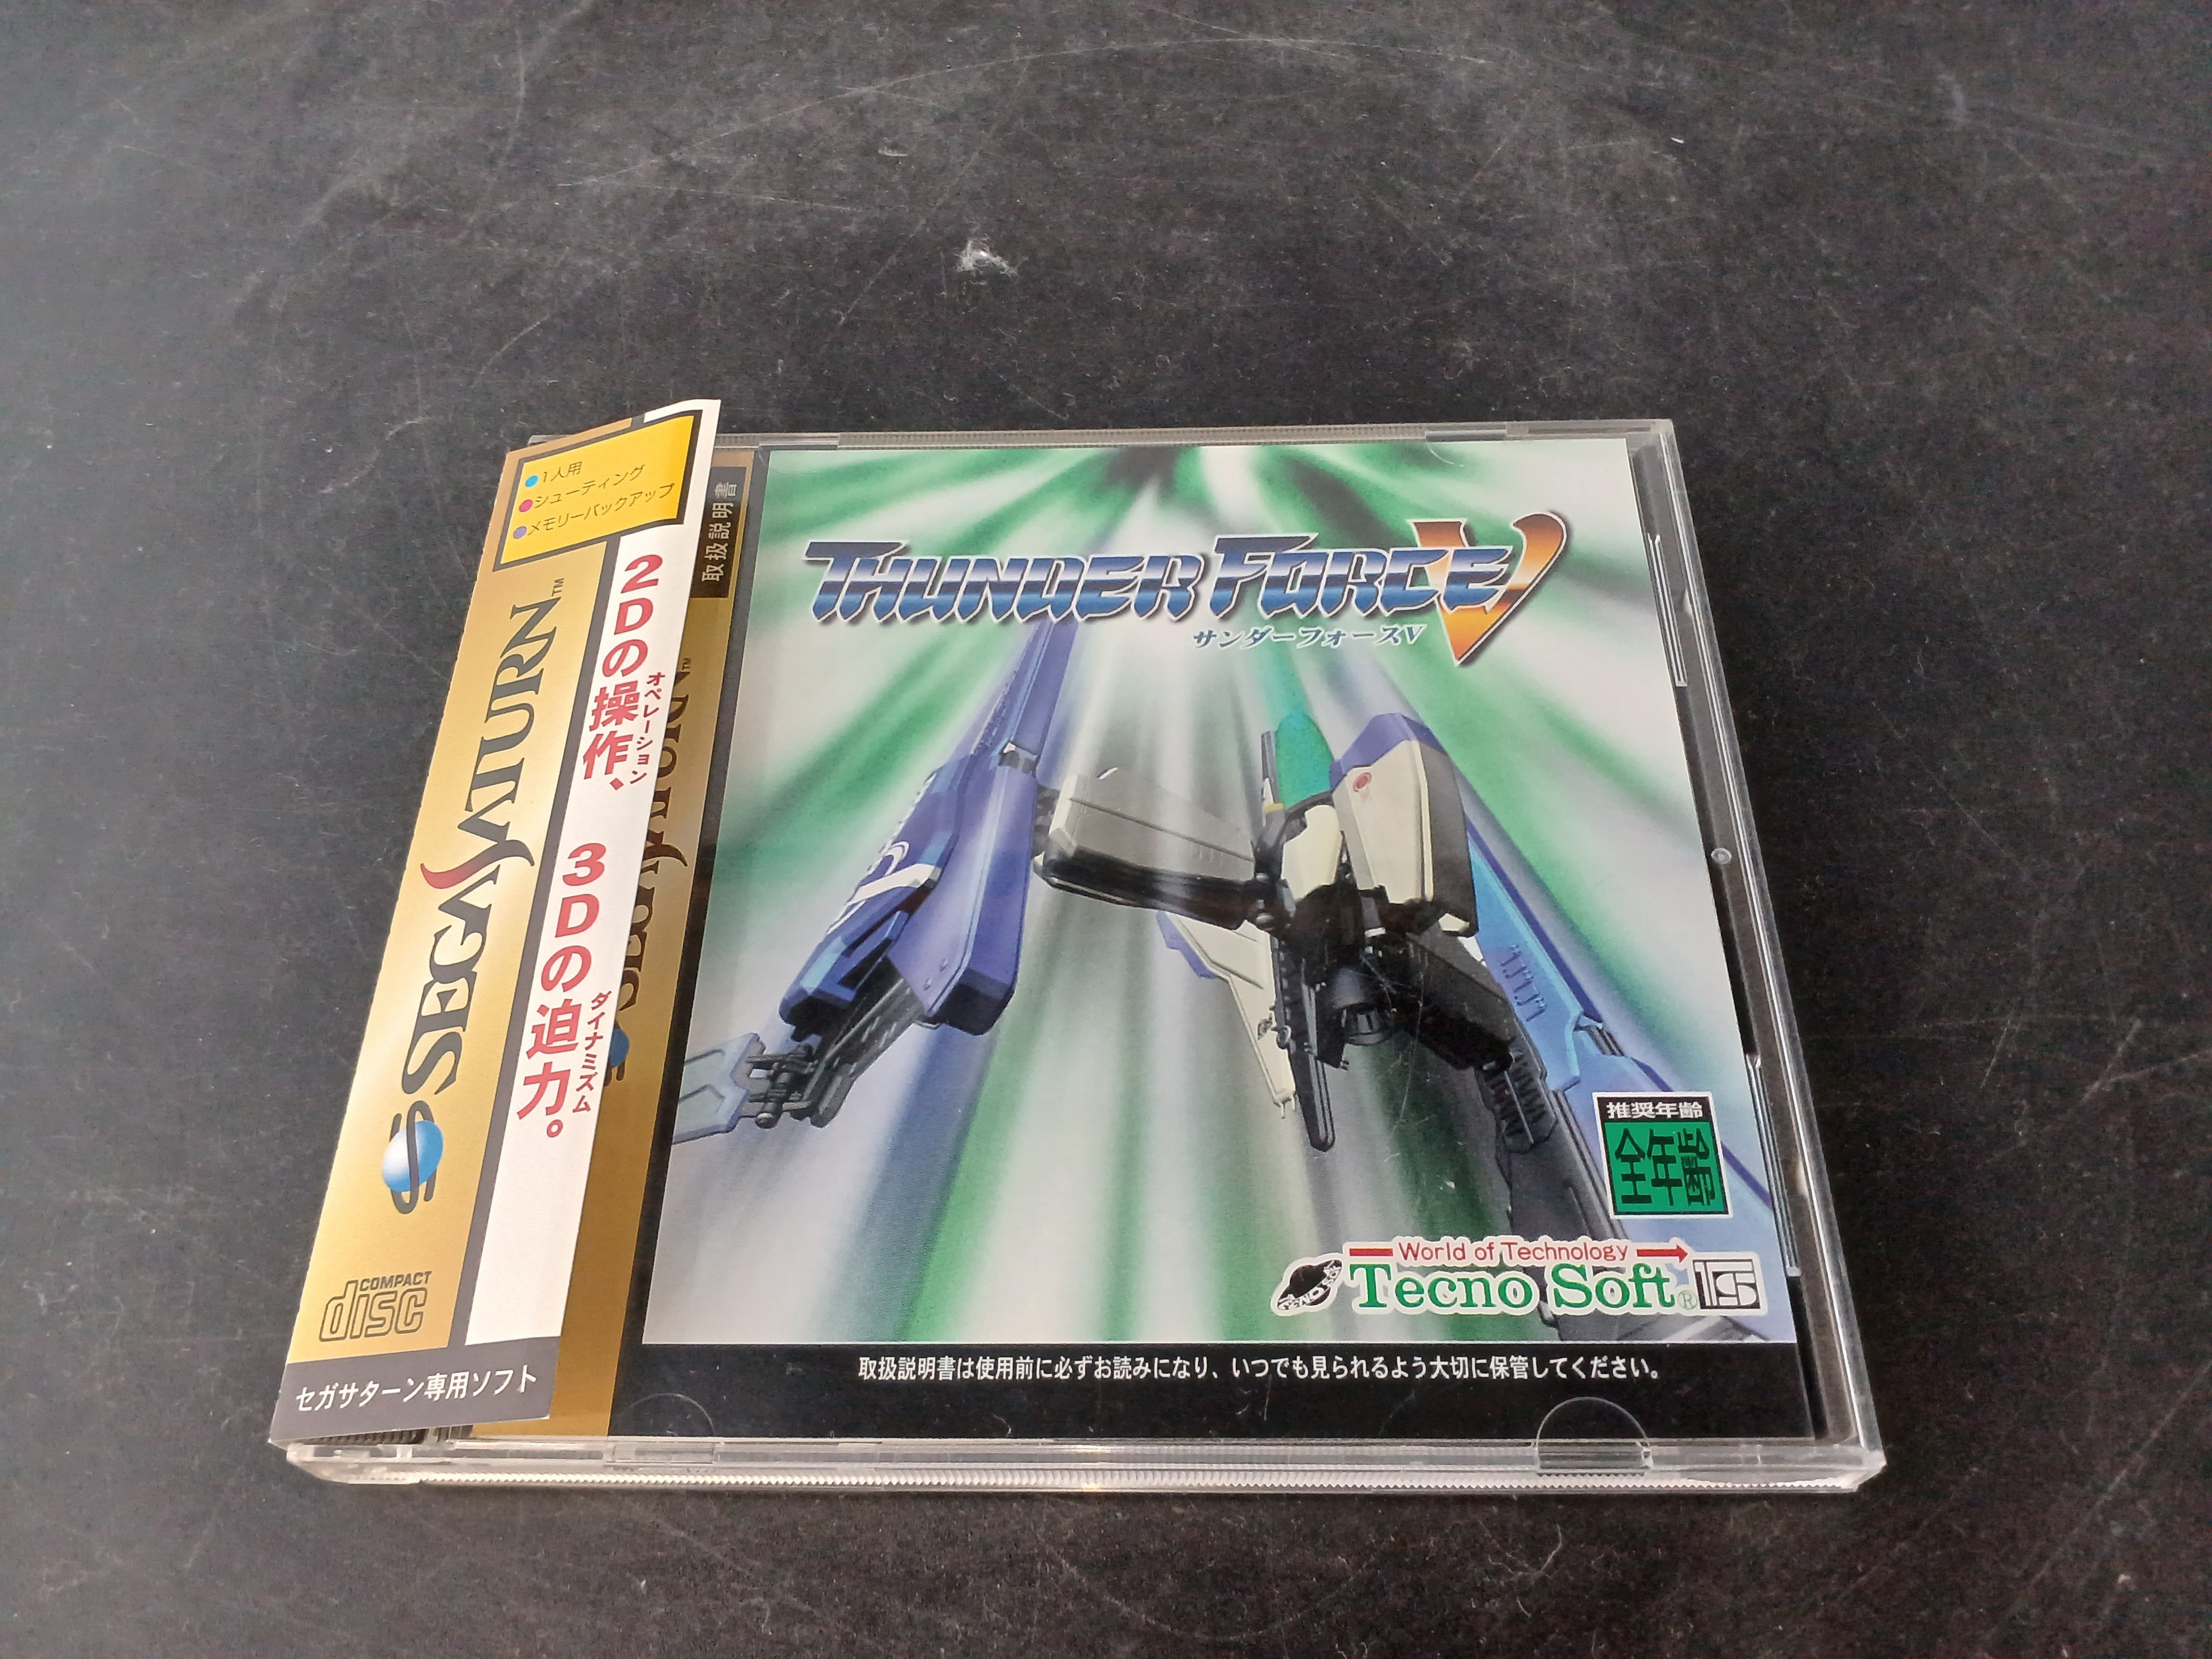 1人用
シューティング
メモリーバックアップ
SEGA SATURN™
2Dの操作、
オペレーション
3Dの迫力。
ダイナミズム
COMPACT
disc
セガサターン専用ソフト
取扱説明書
THUNDER FORCE V
サンダーフォースV
推奨年齢
全年齢
World of Technology
Tecno Soft®
取扱説明書は使用前に必ずお読みになり、いつでも見られるよう大切に保管してください。